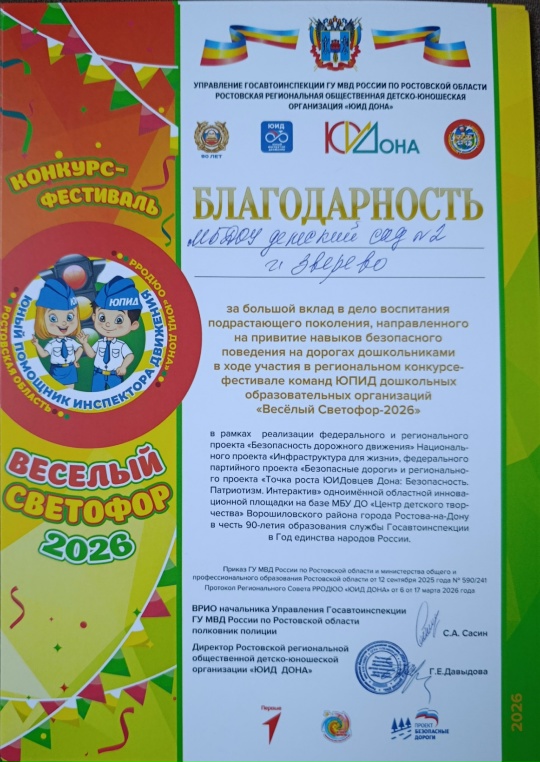 УПРАВЛЕНИЕ ГОСАВТОИНСПЕКЦИИ ГУ МВД РОССИИ ПО РОСТОВСКОЙ ОБЛАСТИ
РОСТОВСКАЯ РЕГИОНАЛЬНАЯ ОБЩЕСТВЕННАЯ ДЕТСКО-ЮНОШЕСКАЯ
ОРГАНИЗАЦИЯ «ЮИД ДОНА»
90 ЛЕТ
ЮИД
ЮИД ДОНА
КОНКУРС-
ФЕСТИВАЛЬ
РРОДЮО «ЮИД ДОНА»
ЮНЫЙ ПОМОЩНИК ИНСПЕКТОРА ДВИЖЕНИЯ
ЮПИД
РОСТОВСКАЯ ОБЛАСТЬ
ВЕСЕЛЫЙ
СВЕТОФОР
2026
БЛАГОДАРНОСТЬ
МБДОУ детский сад №2
г. Зверево
за большой вклад в дело воспитания
подрастающего поколения, направленного
на привитие навыков безопасного
поведения на дорогах дошкольниками
в ходе участия в региональном конкурсе-
фестивале команд ЮПИД дошкольных
образовательных организаций
«Весёлый Светофор-2026»
в рамках реализации федерального и регионального
проекта «Безопасность дорожного движения» Националь-
ного проекта «Инфраструктура для жизни», федерального
партийного проекта «Безопасные дороги» и регионально-
го проекта «Точка роста ЮИДовцев Дона: Безопасность.
Патриотизм. Интерактив» одноимённой областной иннова-
ционной площадки на базе МБУ ДО «Центр детского твор-
чества» Ворошиловского района города Ростова-на-Дону
в честь 90-летия образования службы Госавтоинспекции
в Год единства народов России.
Приказ ГУ МВД России по Ростовской области и министерства общего и
профессионального образования Ростовской области от 12 сентября 2025 года № 590/241
Протокол Регионального Совета РРОДЮО «ЮИД ДОНА» от 6 от 17 марта 2026 года
ВРИО начальника Управления Госавтоинспекции
ГУ МВД России по Ростовской области
полковник полиции
С.А. Сасин
Директор Ростовской региональной
общественной детско-юношеской
организации «ЮИД ДОНА»
Г.Е.Давыдова
Первые
ПРОЕКТ
БЕЗОПАСНЫЕ
ДОРОГИ
2026